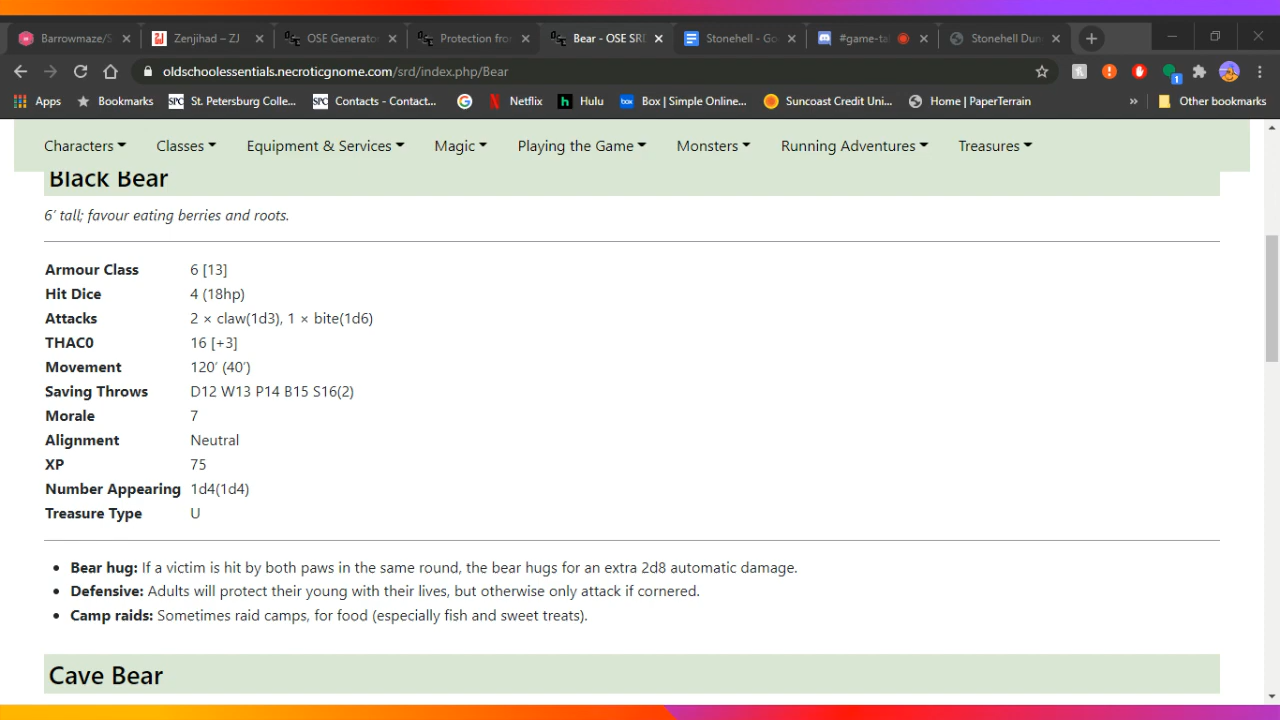 Barrowmaze/S
Zenjihad – ZJ
OSE Generato
Protection fro
Bear - OSE SR
Stonehell - Go
#game-tal
Stonehell Dun
oldschoolessentials.necroticgnome.com/srd/index.php/Bear
1
Apps
Bookmarks
SPC St. Petersburg Colle...
SPC Contacts - Contact...
Netflix
h Hulu
box Box | Simple Online...
Suncoast Credit Uni...
Home | PaperTerrain
»
Other bookmarks
Characters Classes Equipment & Services Magic Playing the Game Monsters Running Adventures Treasures
Black Bear
6′ tall; favour eating berries and roots.
Armour Class 6 [13]
Hit Dice 4 (18hp)
Attacks 2 × claw(1d3), 1 × bite(1d6)
THAC0 16 [+3]
Movement 120′ (40′)
Saving Throws D12 W13 P14 B15 S16(2)
Morale 7
Alignment Neutral
XP 75
Number Appearing 1d4(1d4)
Treasure Type U
• Bear hug: If a victim is hit by both paws in the same round, the bear hugs for an extra 2d8 automatic damage.
• Defensive: Adults will protect their young with their lives, but otherwise only attack if cornered.
• Camp raids: Sometimes raid camps, for food (especially fish and sweet treats).
Cave Bear